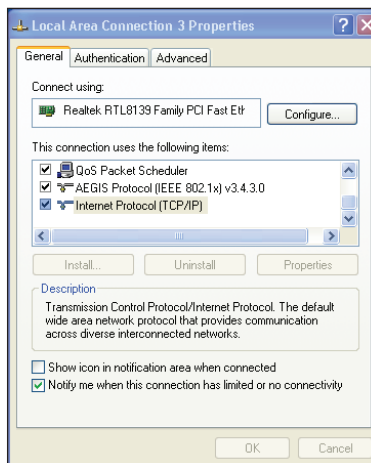 Local Area Connection 3 Properties
General Authentication Advanced
Connect using:
Realtek RTL8139 Family PCI Fast Eth
Configure...
This connection uses the following items:
QoS Packet Scheduler
AEGIS Protocol (IEEE 802.1x) v3.4.3.0
Internet Protocol (TCP/IP)
Install... Uninstall Properties
Description
Transmission Control Protocol/Internet Protocol. The default
wide area network protocol that provides communication
across diverse interconnected networks.
Show icon in notification area when connected
Notify me when this connection has limited or no connectivity
OK Cancel